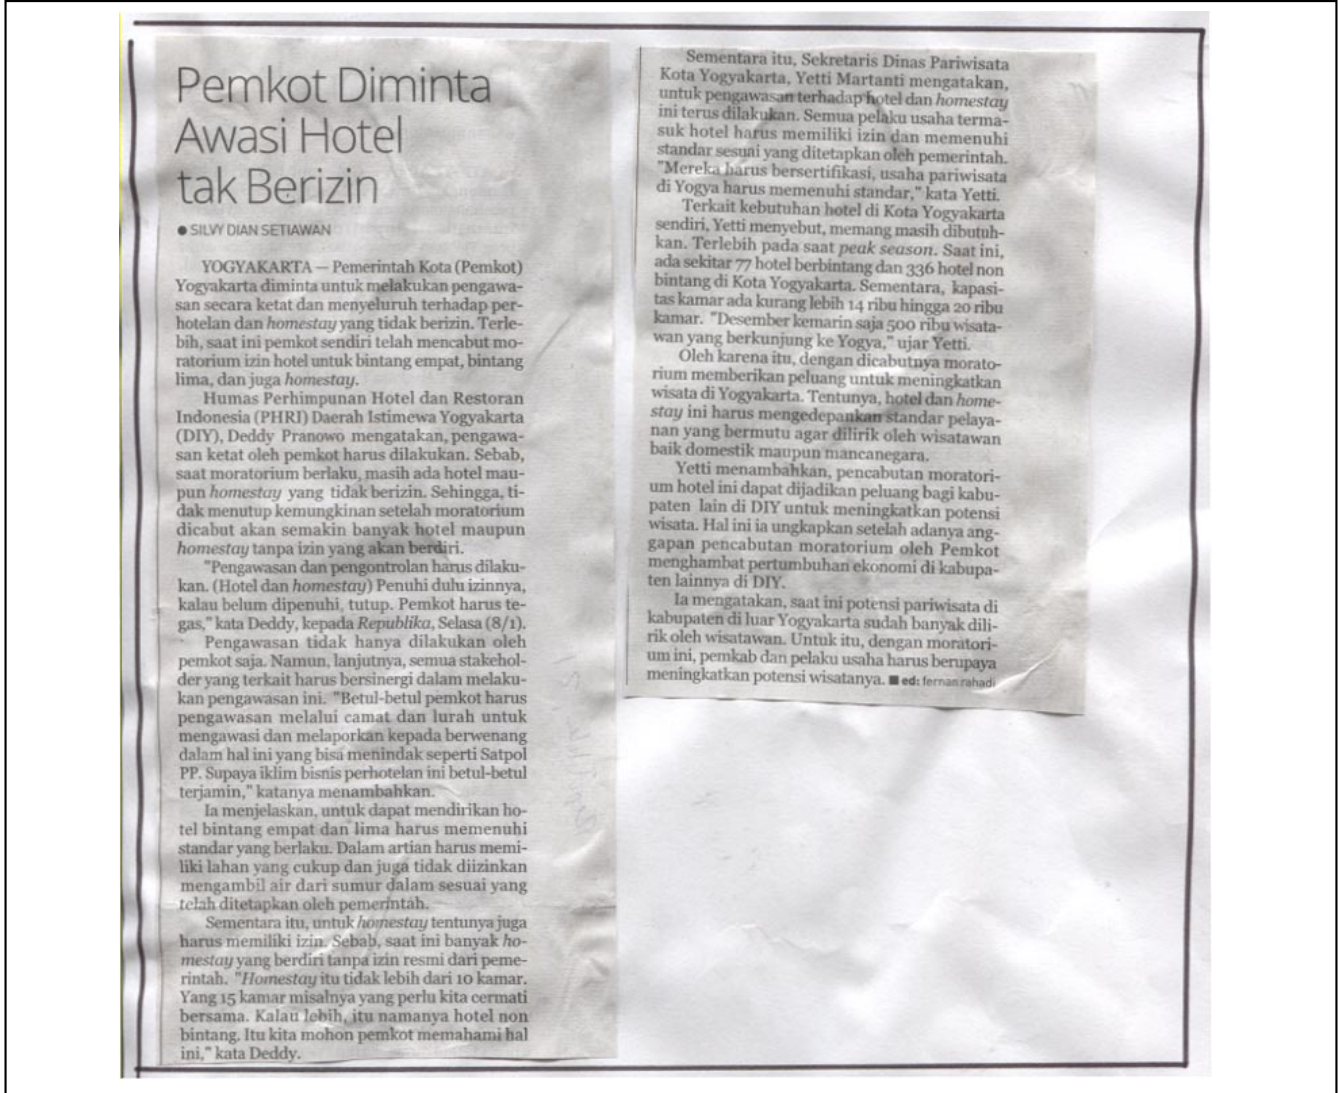 Pemkot Diminta
Awasi Hotel
tak Berizin
● SILVY DIAN SETIAWAN
YOGYAKARTA — Pemerintah Kota (Pemkot)
Yogyakarta diminta untuk melakukan pengawa-
san secara ketat dan menyeluruh terhadap per-
hotelan dan homestay yang tidak berizin. Terle-
bih, saat ini pemkot sendiri telah mencabut mo-
ratorium izin hotel untuk bintang empat, bintang
lima, dan juga homestay.
Humas Perhimpunan Hotel dan Restoran
Indonesia (PHRI) Daerah Istimewa Yogyakarta
(DIY), Deddy Pranowo mengatakan, pengawa-
san ketat oleh pemkot harus dilakukan. Sebab,
saat moratorium berlaku, masih ada hotel mau-
pun homestay yang tidak berizin. Sehingga, ti-
dak menutup kemungkinan setelah moratorium
dicabut akan semakin banyak hotel maupun
homestay tanpa izin yang akan berdiri.
"Pengawasan dan pengontrolan harus dilaku-
kan. (Hotel dan homestay) Penuhi dulu izinnya,
kalau belum dipenuhi, tutup. Pemkot harus te-
gas," kata Deddy, kepada Republika, Selasa (8/1).
Pengawasan tidak hanya dilakukan oleh
pemkot saja. Namun, lanjutnya, semua stakehol-
der yang terkait harus bersinergi dalam melaku-
kan pengawasan ini. "Betul-betul pemkot harus
pengawasan melalui camat dan lurah untuk
mengawasi dan melaporkan kepada berwenang
dalam hal ini yang bisa menindak seperti Satpol
PP. Supaya iklim bisnis perhotelan ini betul-betul
terjamin," katanya menambahkan.
Ia menjelaskan, untuk dapat mendirikan ho-
tel bintang empat dan lima harus memenuhi
standar yang berlaku. Dalam artian harus memi-
liki lahan yang cukup dan juga tidak diizinkan
mengambil air dari sumur dalam sesuai yang
telah ditetapkan oleh pemerintah.
Sementara itu, untuk homestay tentunya juga
harus memiliki izin. Sebab, saat ini banyak ho-
mestay yang berdiri tanpa izin resmi dari peme-
rintah. "Homestay itu tidak lebih dari 10 kamar.
Yang 15 kamar misalnya yang perlu kita cermati
bersama. Kalau lebih, itu namanya hotel non
bintang. Itu kita mohon pemkot memahami hal
ini," kata Deddy.
Sementara itu, Sekretaris Dinas Pariwisata
Kota Yogyakarta, Yetti Martanti mengatakan,
untuk pengawasan terhadap hotel dan homestay
ini terus dilakukan. Semua pelaku usaha terma-
suk hotel harus memiliki izin dan memenuhi
standar sesuai yang ditetapkan oleh pemerintah.
"Mereka harus bersertifikasi, usaha pariwisata
di Yogya harus memenuhi standar," kata Yetti.
Terkait kebutuhan hotel di Kota Yogyakarta
sendiri, Yetti menyebut, memang masih dibutuh-
kan. Terlebih pada saat peak season. Saat ini,
ada sekitar 77 hotel berbintang dan 336 hotel non
bintang di Kota Yogyakarta. Sementara, kapasi-
tas kamar ada kurang lebih 14 ribu hingga 20 ribu
kamar. "Desember kemarin saja 500 ribu wisata-
wan yang berkunjung ke Yogya," ujar Yetti.
Oleh karena itu, dengan dicabutnya morato-
rium memberikan peluang untuk meningkatkan
wisata di Yogyakarta. Tentunya, hotel dan home-
stay ini harus mengedepankan standar pelaya-
nan yang bermutu agar dilirik oleh wisatawan
baik domestik maupun mancanegara.
Yetti menambahkan, pencabutan moratori-
um hotel ini dapat dijadikan peluang bagi kabu-
paten lain di DIY untuk meningkatkan potensi
wisata. Hal ini ia ungkapkan setelah adanya ang-
gapan pencabutan moratorium oleh Pemkot
menghambat pertumbuhan ekonomi di kabupa-
ten lainnya di DIY.
Ia mengatakan, saat ini potensi pariwisata di
kabupaten di luar Yogyakarta sudah banyak dili-
rik oleh wisatawan. Untuk itu, dengan moratori-
um ini, pemkab dan pelaku usaha harus berupaya
meningkatkan potensi wisatanya. ■ ed: fernan rahadi